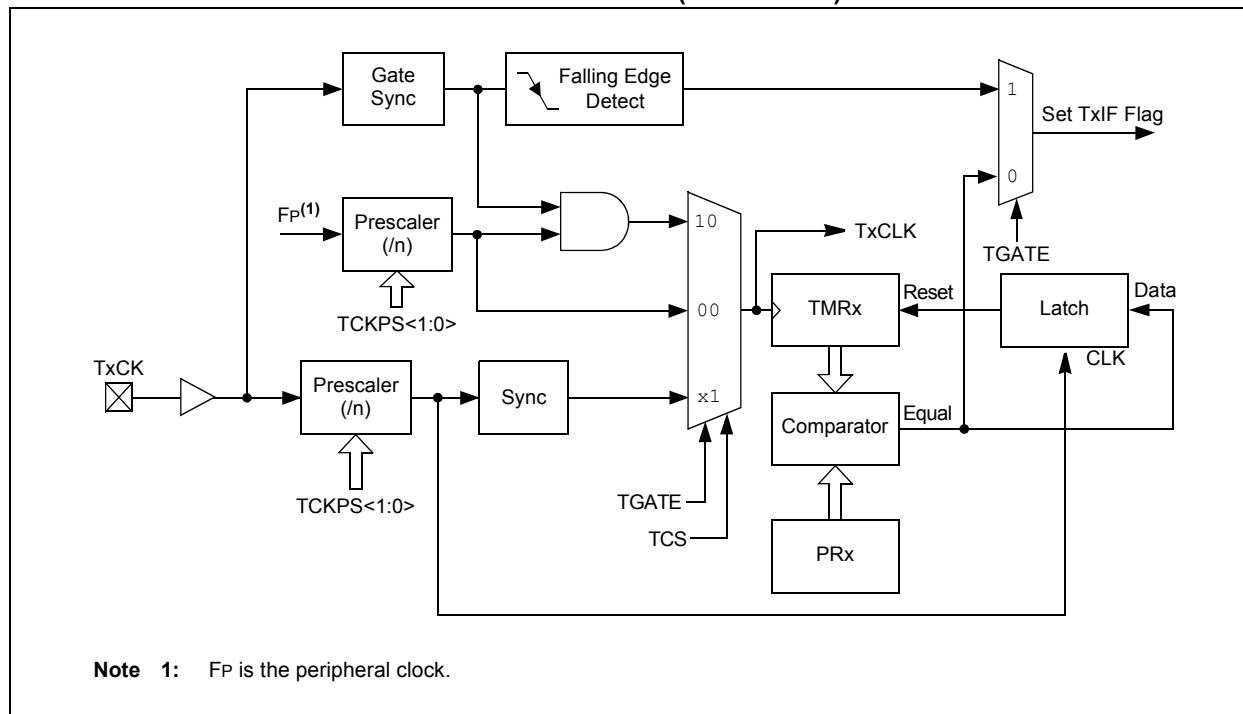 Gate
Sync
Falling Edge
Detect
1
Set TxIF Flag
0
FP(1)
Prescaler
(/n)
10
TxCLK
TGATE
TCKPS<1:0>
00
TMRx
Reset
Latch
Data
CLK
TxCK
Prescaler
(/n)
Sync
x1
Comparator
Equal
TCKPS<1:0>
TGATE
TCS
PRx
Note 1: FP is the peripheral clock.